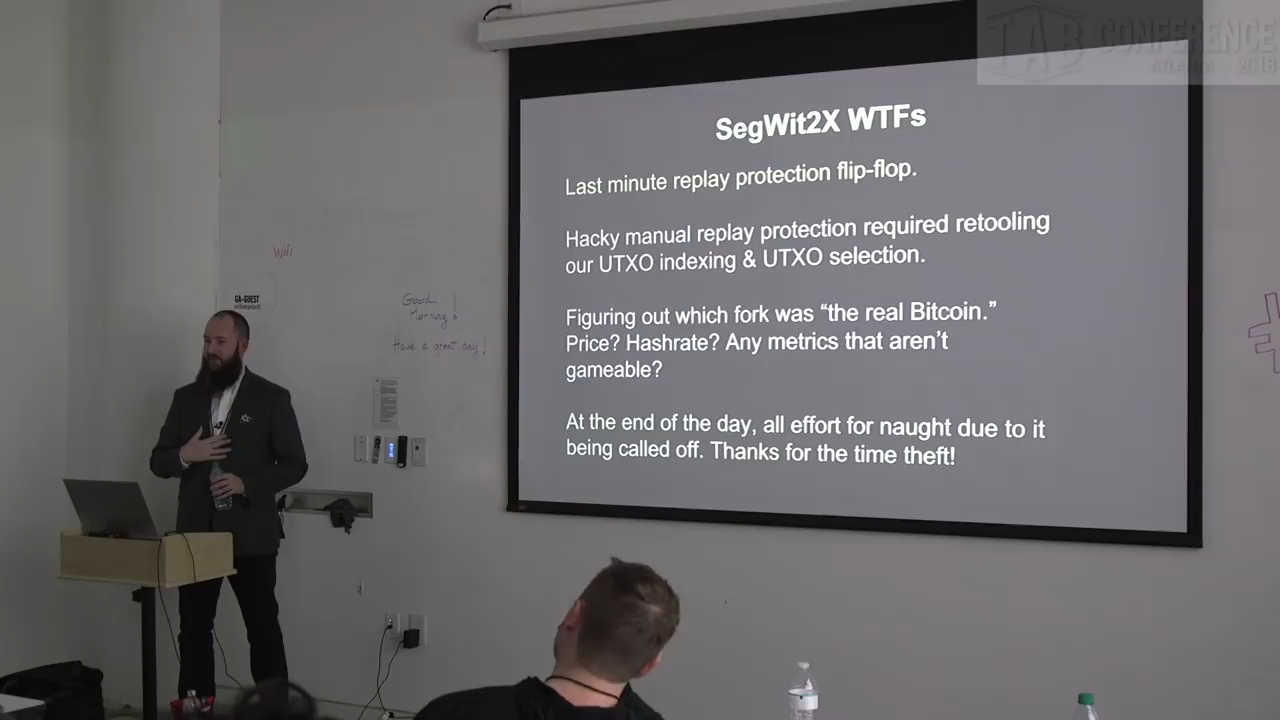 TAB CONFERENCE
ATLANTA 2018
SegWit2X WTFs
Last minute replay protection flip-flop.
Hacky manual replay protection required retooling
our UTXO indexing & UTXO selection.
Figuring out which fork was “the real Bitcoin.”
Price? Hashrate? Any metrics that aren’t
gameable?
At the end of the day, all effort for naught due to it
being called off. Thanks for the time theft!
Wifi
GA-GUEST
Good
Morning!
Have a great day!